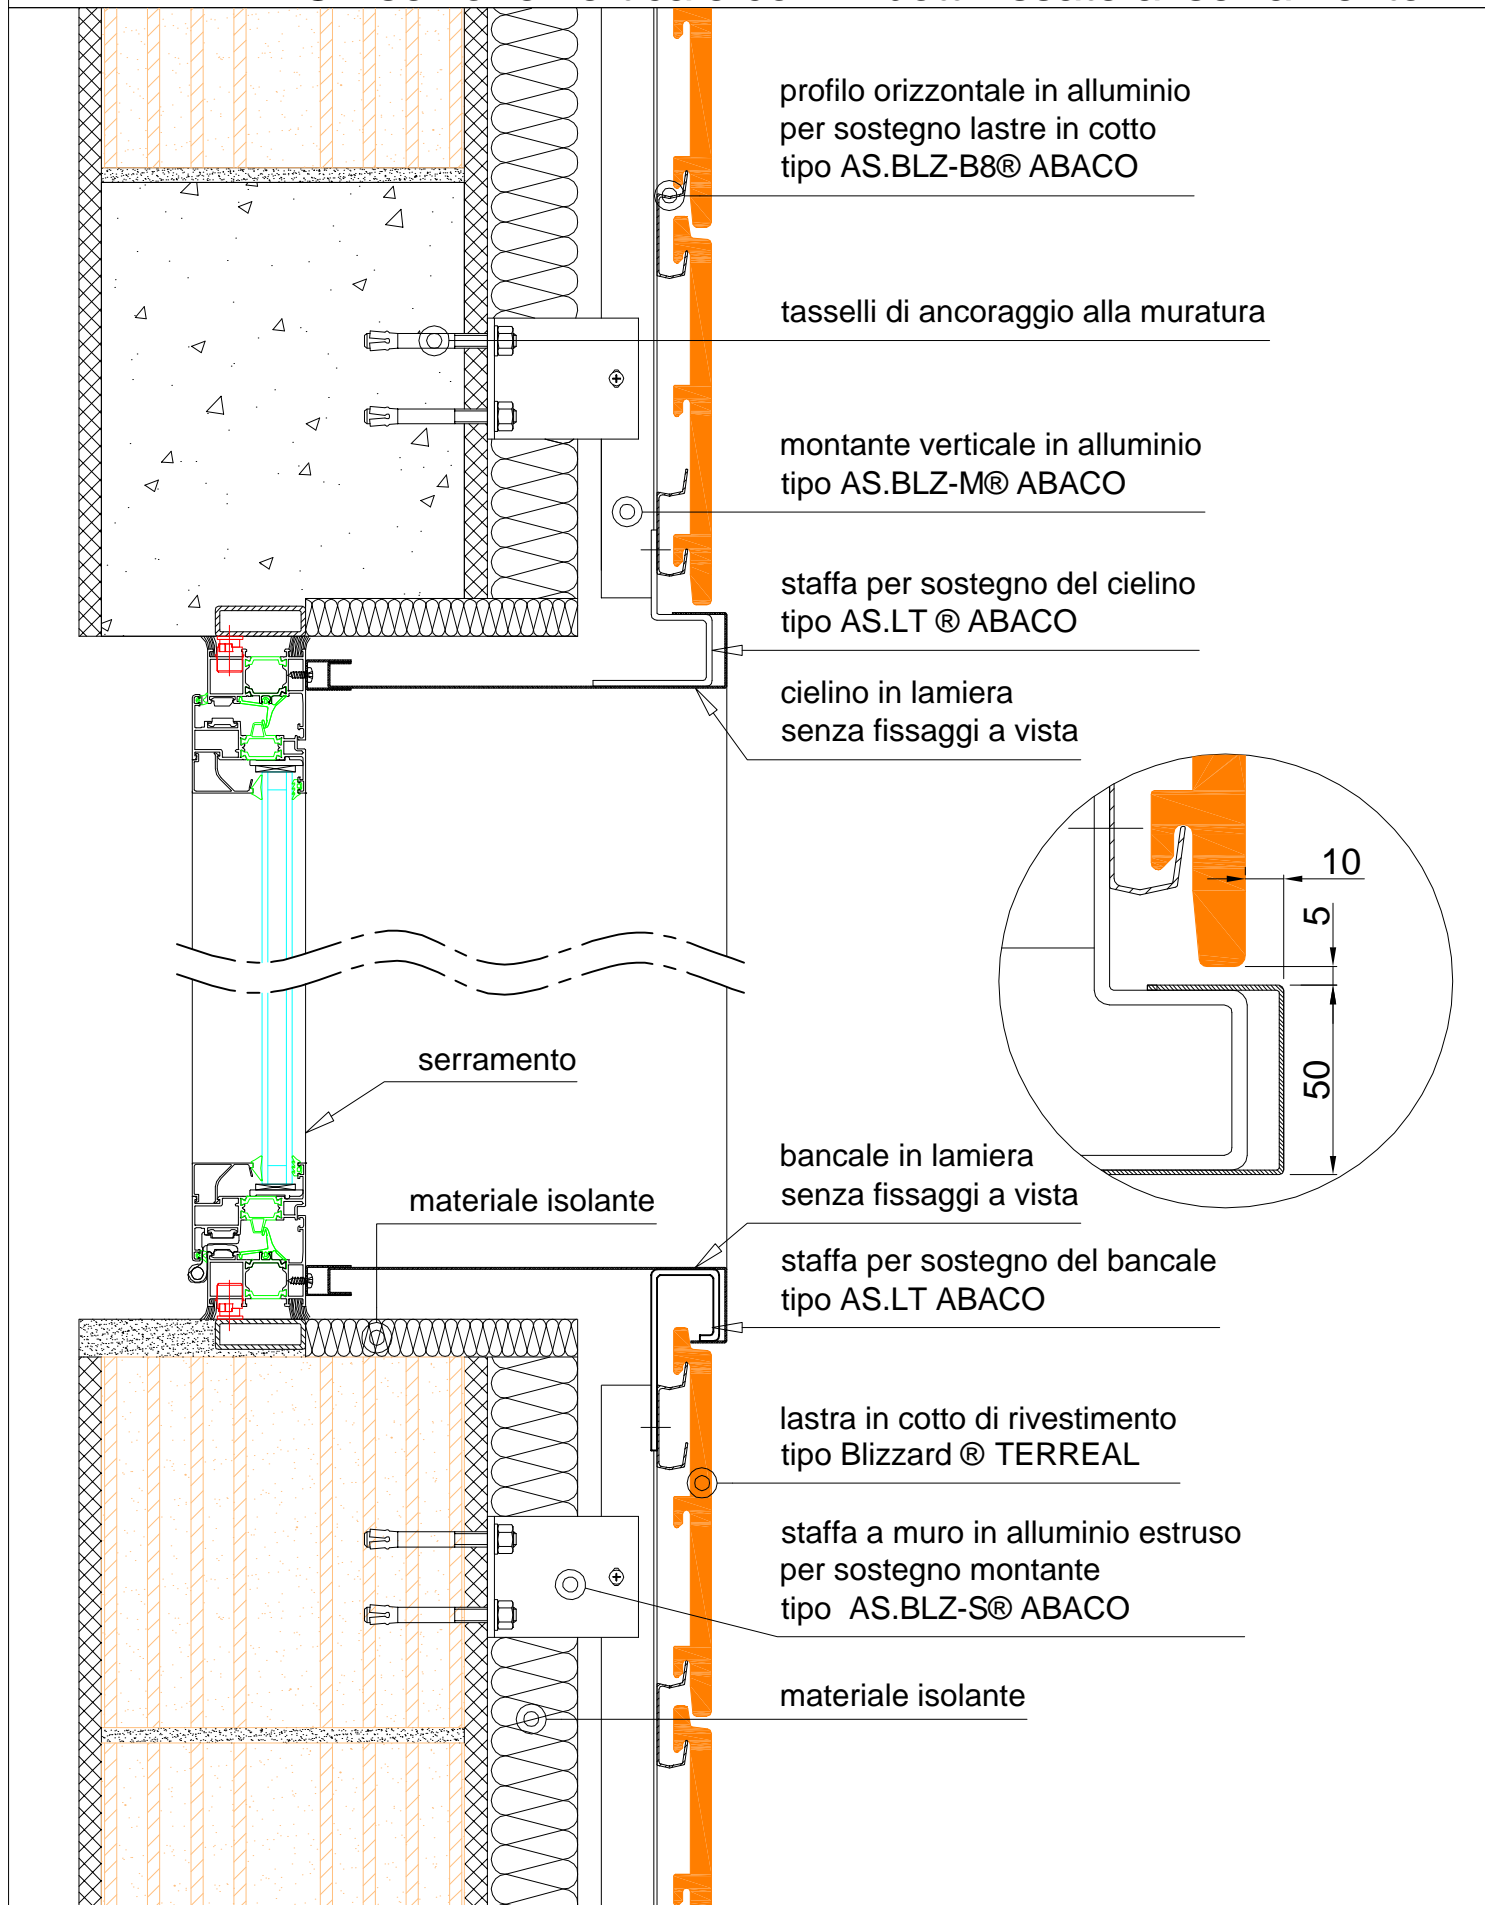 profilo orizzontale in alluminio
per sostegno lastre in cotto
tipo AS.BLZ-B8® ABACO
tasselli di ancoraggio alla muratura
montante verticale in alluminio
tipo AS.BLZ-M® ABACO
staffa per sostegno del cielino
tipo AS.LT ® ABACO
cielino in lamiera
senza fissaggi a vista
10
5
50
serramento
materiale isolante
bancale in lamiera
senza fissaggi a vista
staffa per sostegno del bancale
tipo AS.LT ABACO
lastra in cotto di rivestimento
tipo Blizzard ® TERREAL
staffa a muro in alluminio estruso
per sostegno montante
tipo AS.BLZ-S® ABACO
materiale isolante